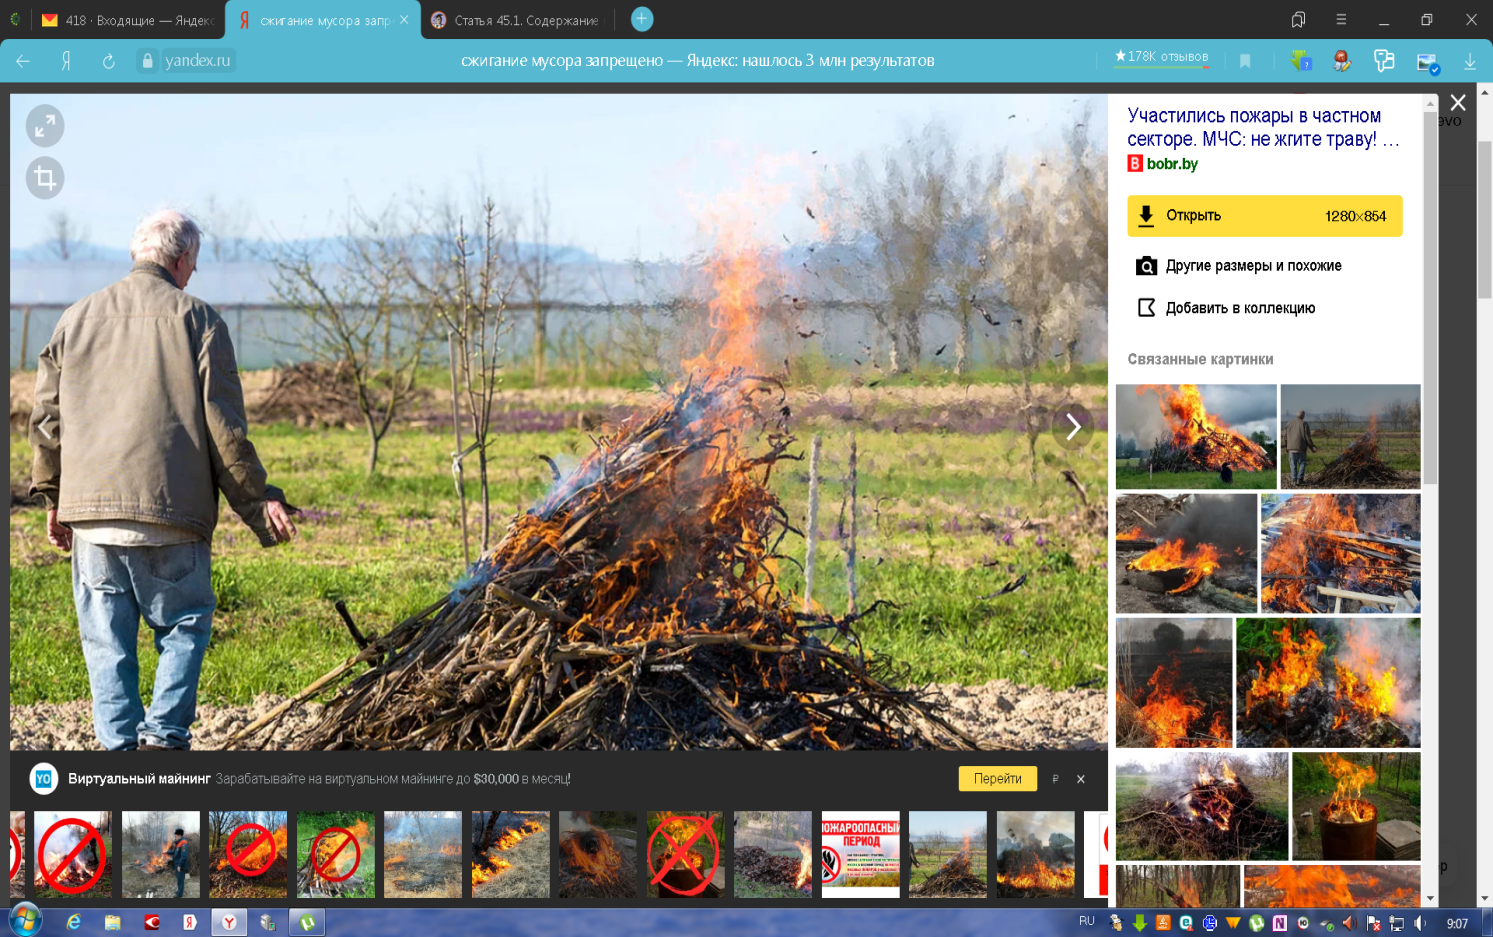 418 · Входящие — Яндекс
сжигание мусора запр
Статья 45.1. Содержание
yandex.ru
сжигание мусора запрещено — Яндекс: нашлось 3 млн результатов
★178K отзывов
Участились пожары в частном
секторе. МЧС: не жгите траву! ...
B bobr.by
Открыть 1280×854
Другие размеры и похожие
Добавить в коллекцию
Связанные картинки
YO Виртуальный майнинг Зарабатывайте на виртуальном майнинге до $30,000 в месяц!
Перейти ₽ ×
ПОЖАРООПАСНЫЙ
ПЕРИОД
RU
9:07